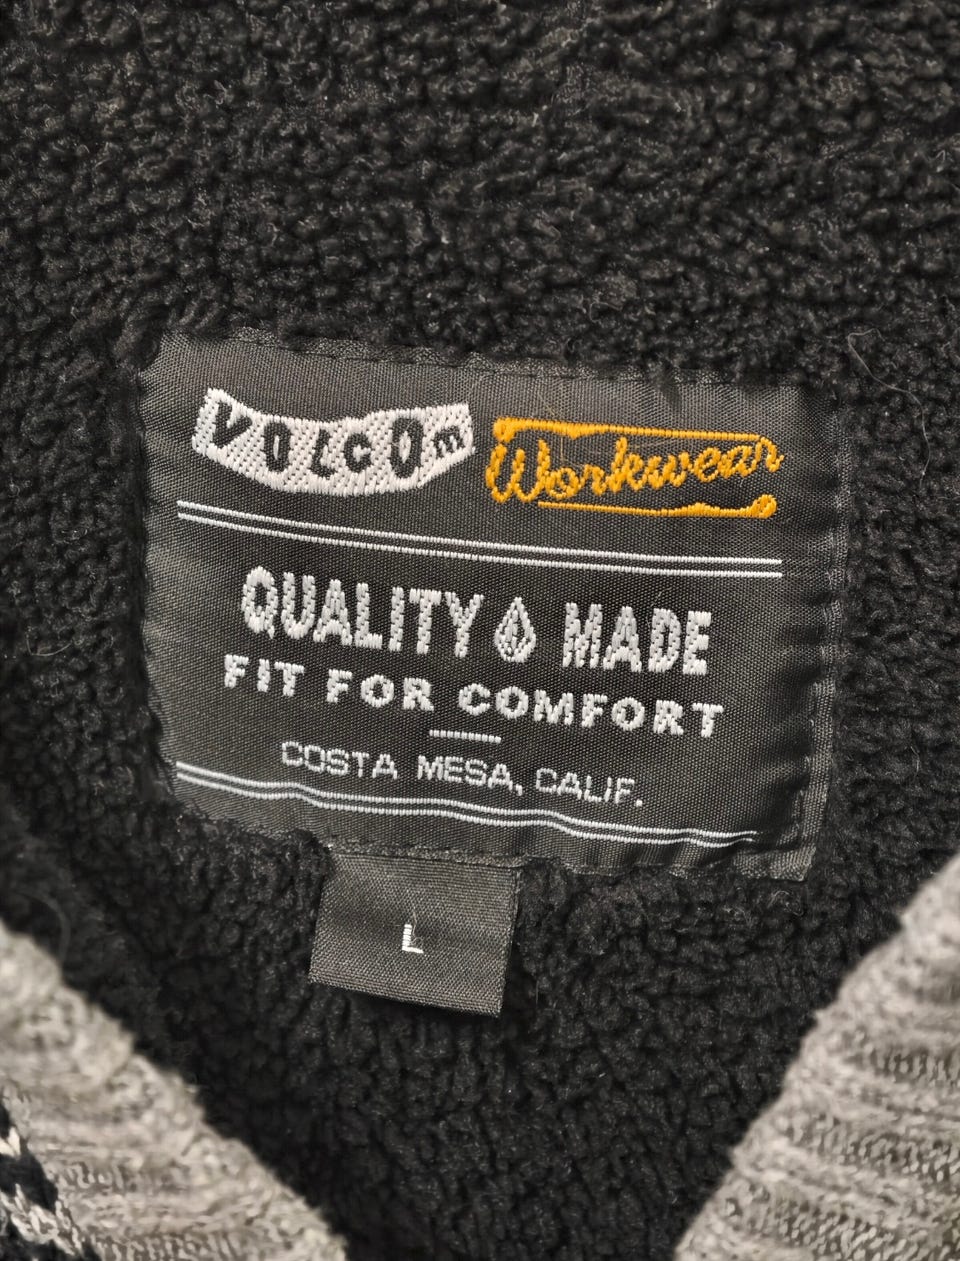 VOLCOM Workwear
QUALITY MADE
FIT FOR COMFORT
COSTA MESA, CALIF.
L